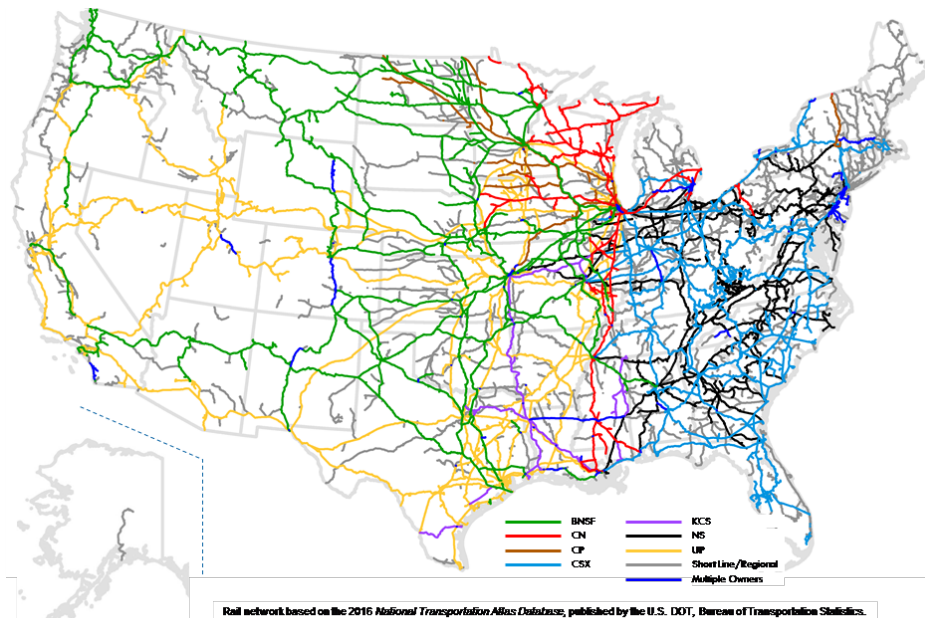 BNSF
KCS
CN
NS
CP
UP
CSX
Short Line/Regional
Multiple Owners
Rail network based on the 2016 National Transportation Atlas Database, published by the U.S. DOT, Bureau of Transportation Statistics.